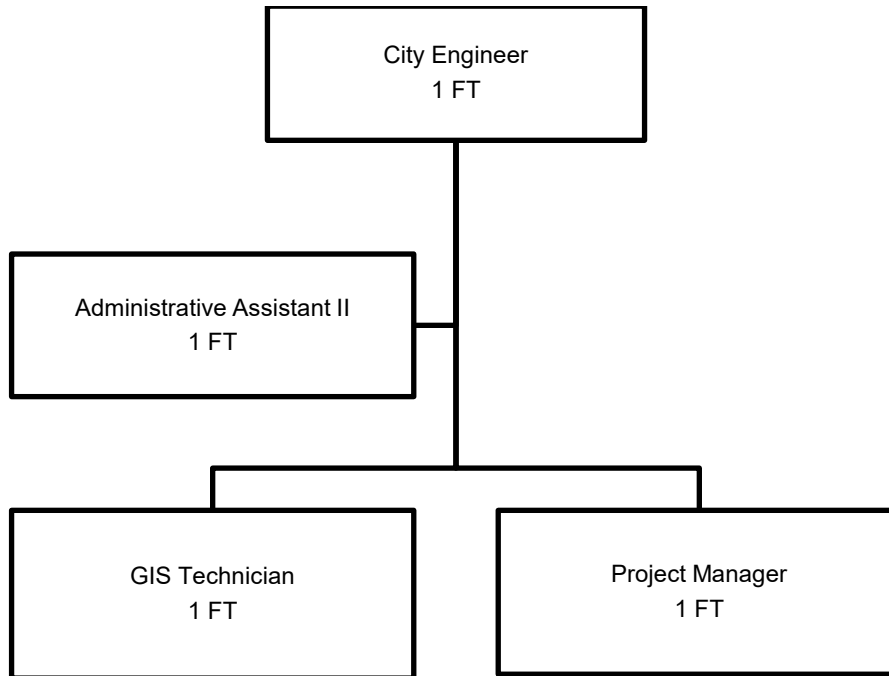 City Engineer
1 FT
Administrative Assistant II
1 FT
GIS Technician
1 FT
Project Manager
1 FT